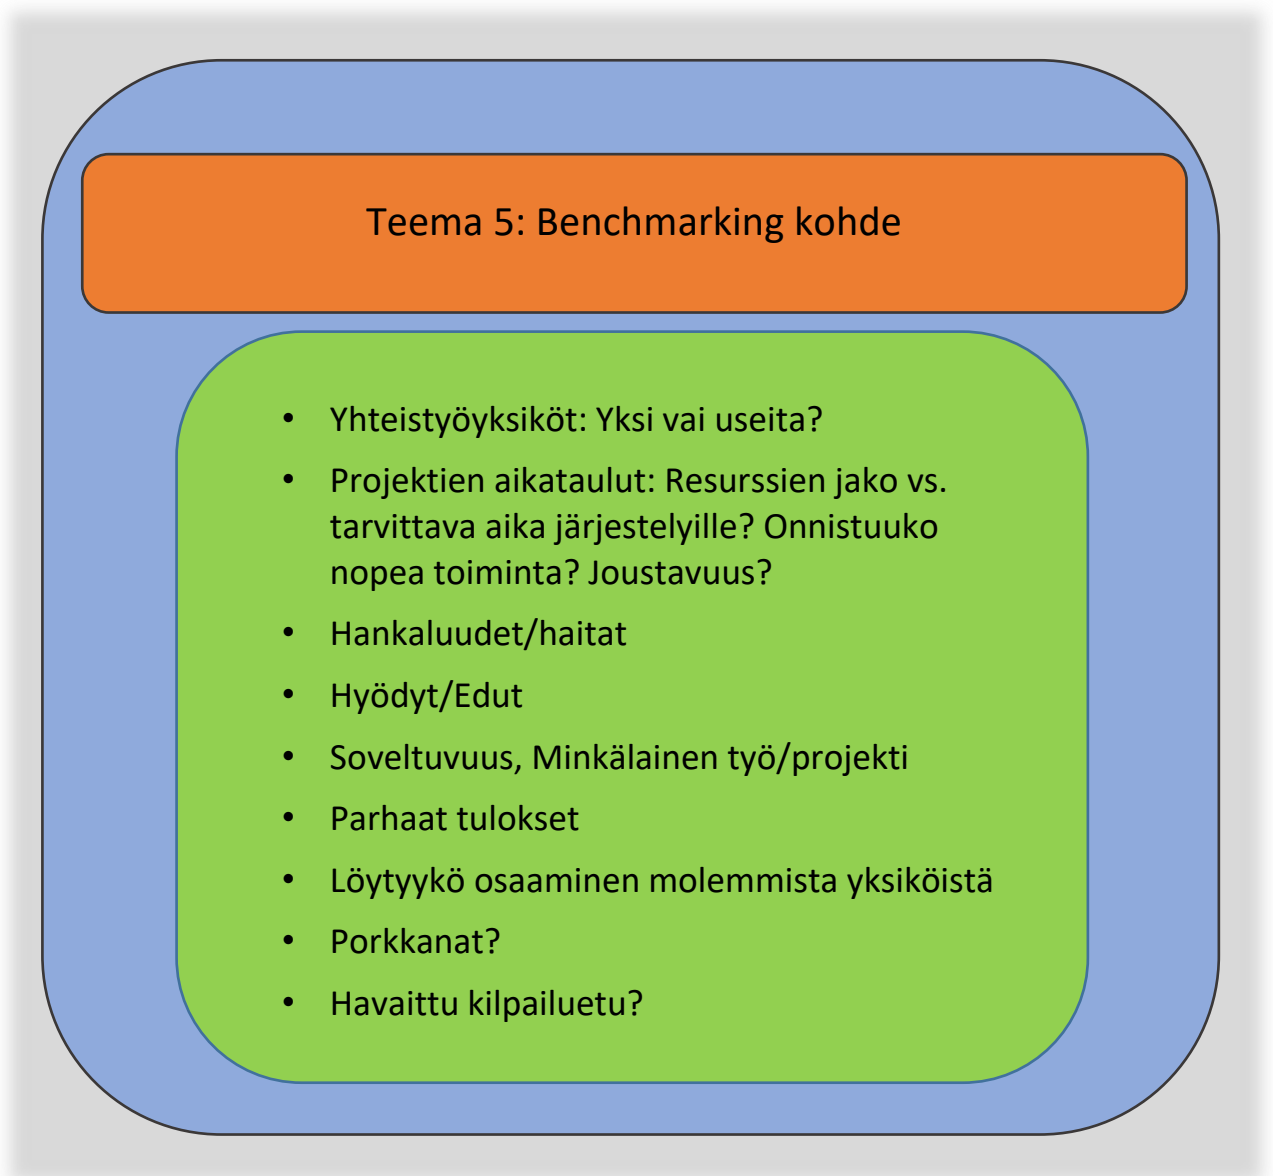 Teema 5: Benchmarking kohde
• Yhteistyöyksiköt: Yksi vai useita?
• Projektien aikataulut: Resurssien jako vs.
tarvittava aika järjestelyille? Onnistuuko
nopea toiminta? Joustavuus?
• Hankaluudet/haitat
• Hyödyt/Edut
• Soveltuvuus, Minkälainen työ/projekti
• Parhaat tulokset
• Löytyykö osaaminen molemmista yksiköistä
• Porkkanat?
• Havaittu kilpailuetu?